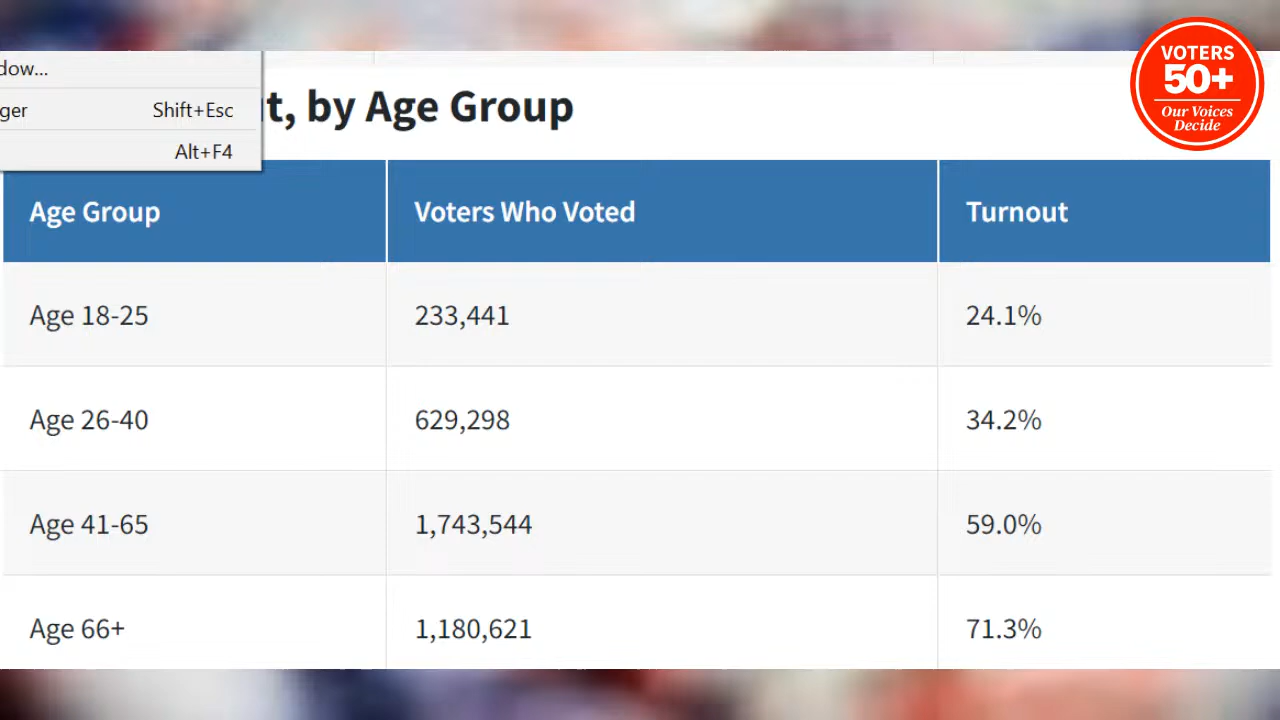 VOTERS
50+
Our Voices
Decide
Shift+Esc
Alt+F4
by Age Group
Age Group Voters Who Voted Turnout
Age 18-25 233,441 24.1%
Age 26-40 629,298 34.2%
Age 41-65 1,743,544 59.0%
Age 66+ 1,180,621 71.3%